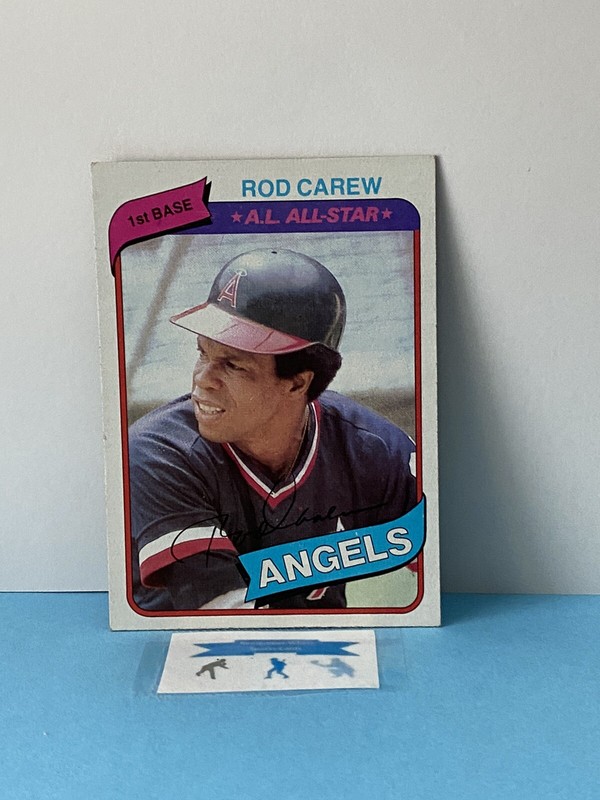 ROD CAREW
1st BASE
★A.L. ALL-STAR★
A
ANGELS